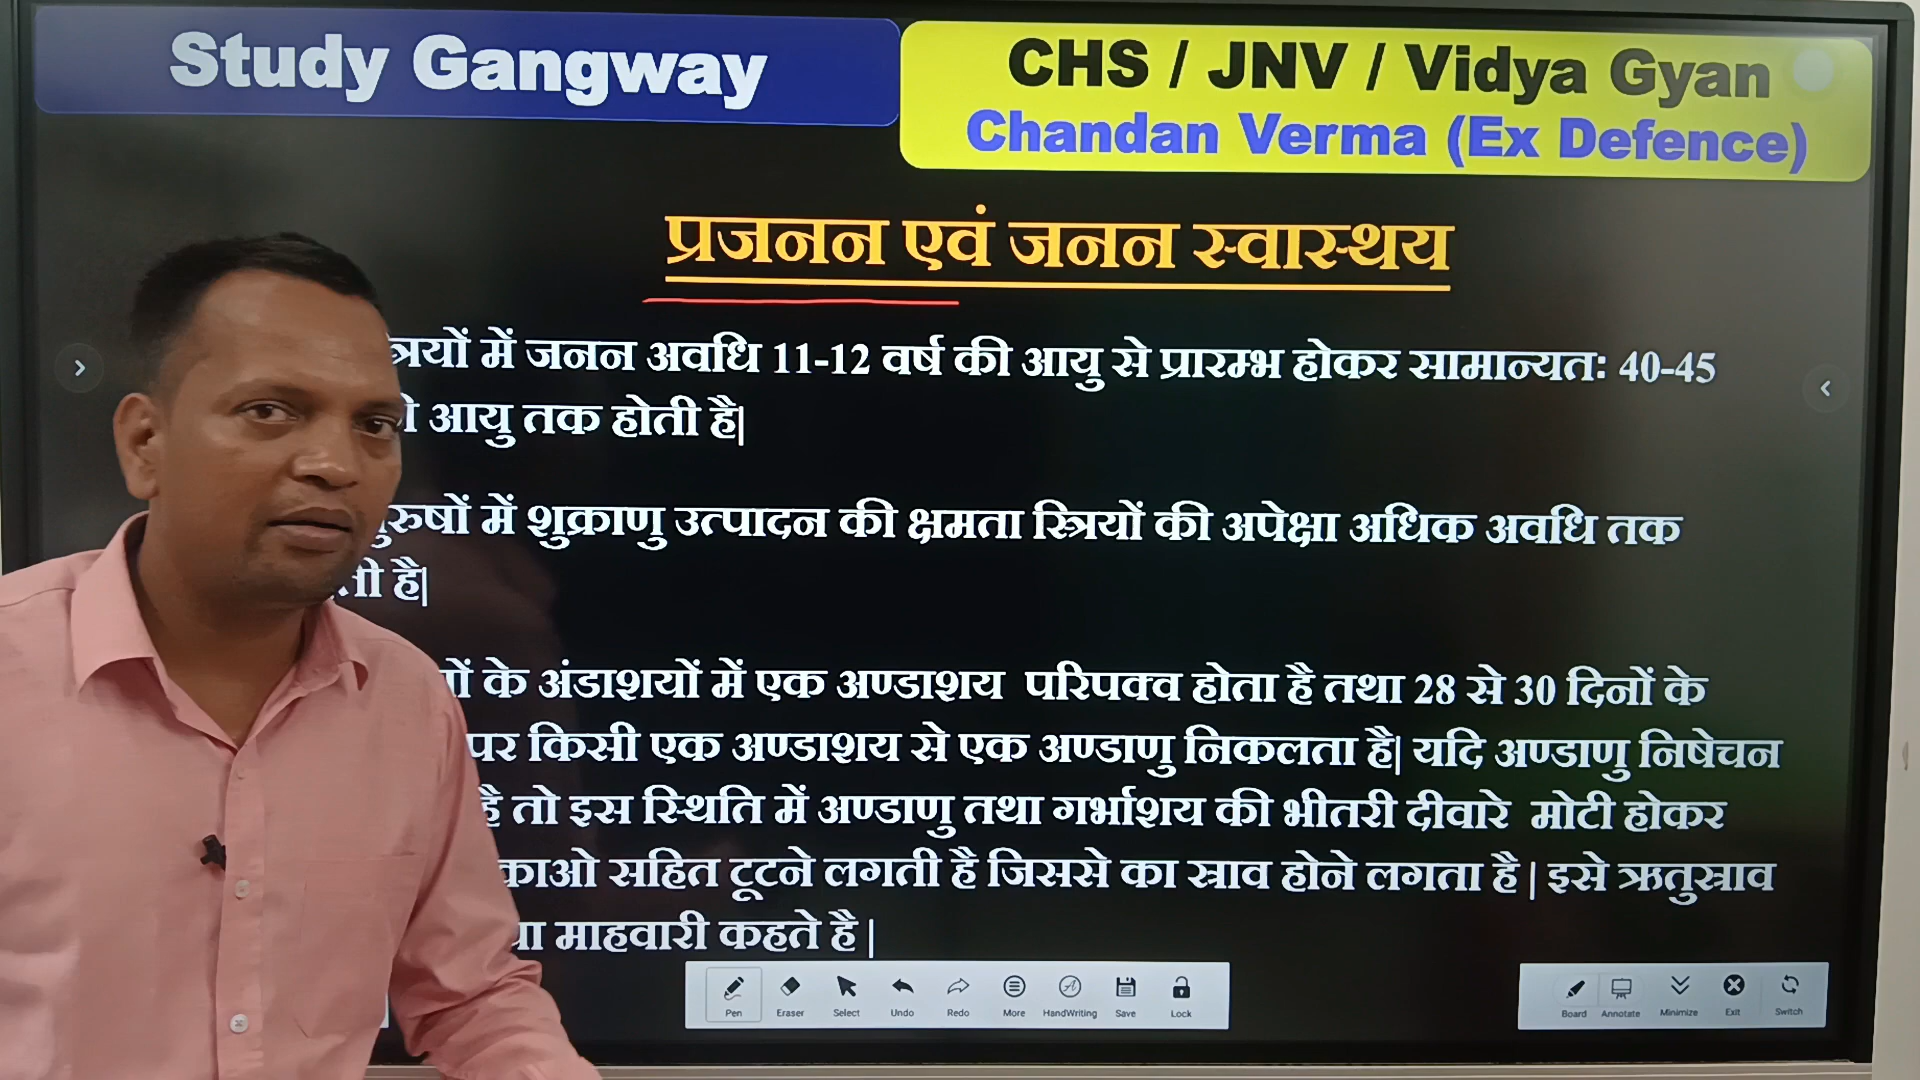 Study Gangway
CHS / JNV / Vidya Gyan
Chandan Verma (Ex Defence)
प्रजनन एवं जनन स्वास्थय
में जनन अवधि 11-12 वर्ष की आयु से प्रारम्भ होकर सामान्यतः 40-45
आयु तक होती है|
में शुक्राणु उत्पादन की क्षमता स्त्रियों की अपेक्षा अधिक अवधि तक
है|
के अंडाशयों में एक अण्डाशय परिपक्व होता है तथा 28 से 30 दिनों के
पर किसी एक अण्डाशय से एक अण्डाणु निकलता है| यदि अण्डाणु निषेचन
है तो इस स्थिति में अण्डाणु तथा गर्भाशय की भीतरी दीवारे मोटी होकर
सहित टूटने लगती है जिससे का स्राव होने लगता है | इसे ऋतुस्राव
माहवारी कहते है |
Pen Eraser Select Undo Redo More HandWriting Save Lock
Board Annotate Minimize Exit Switch